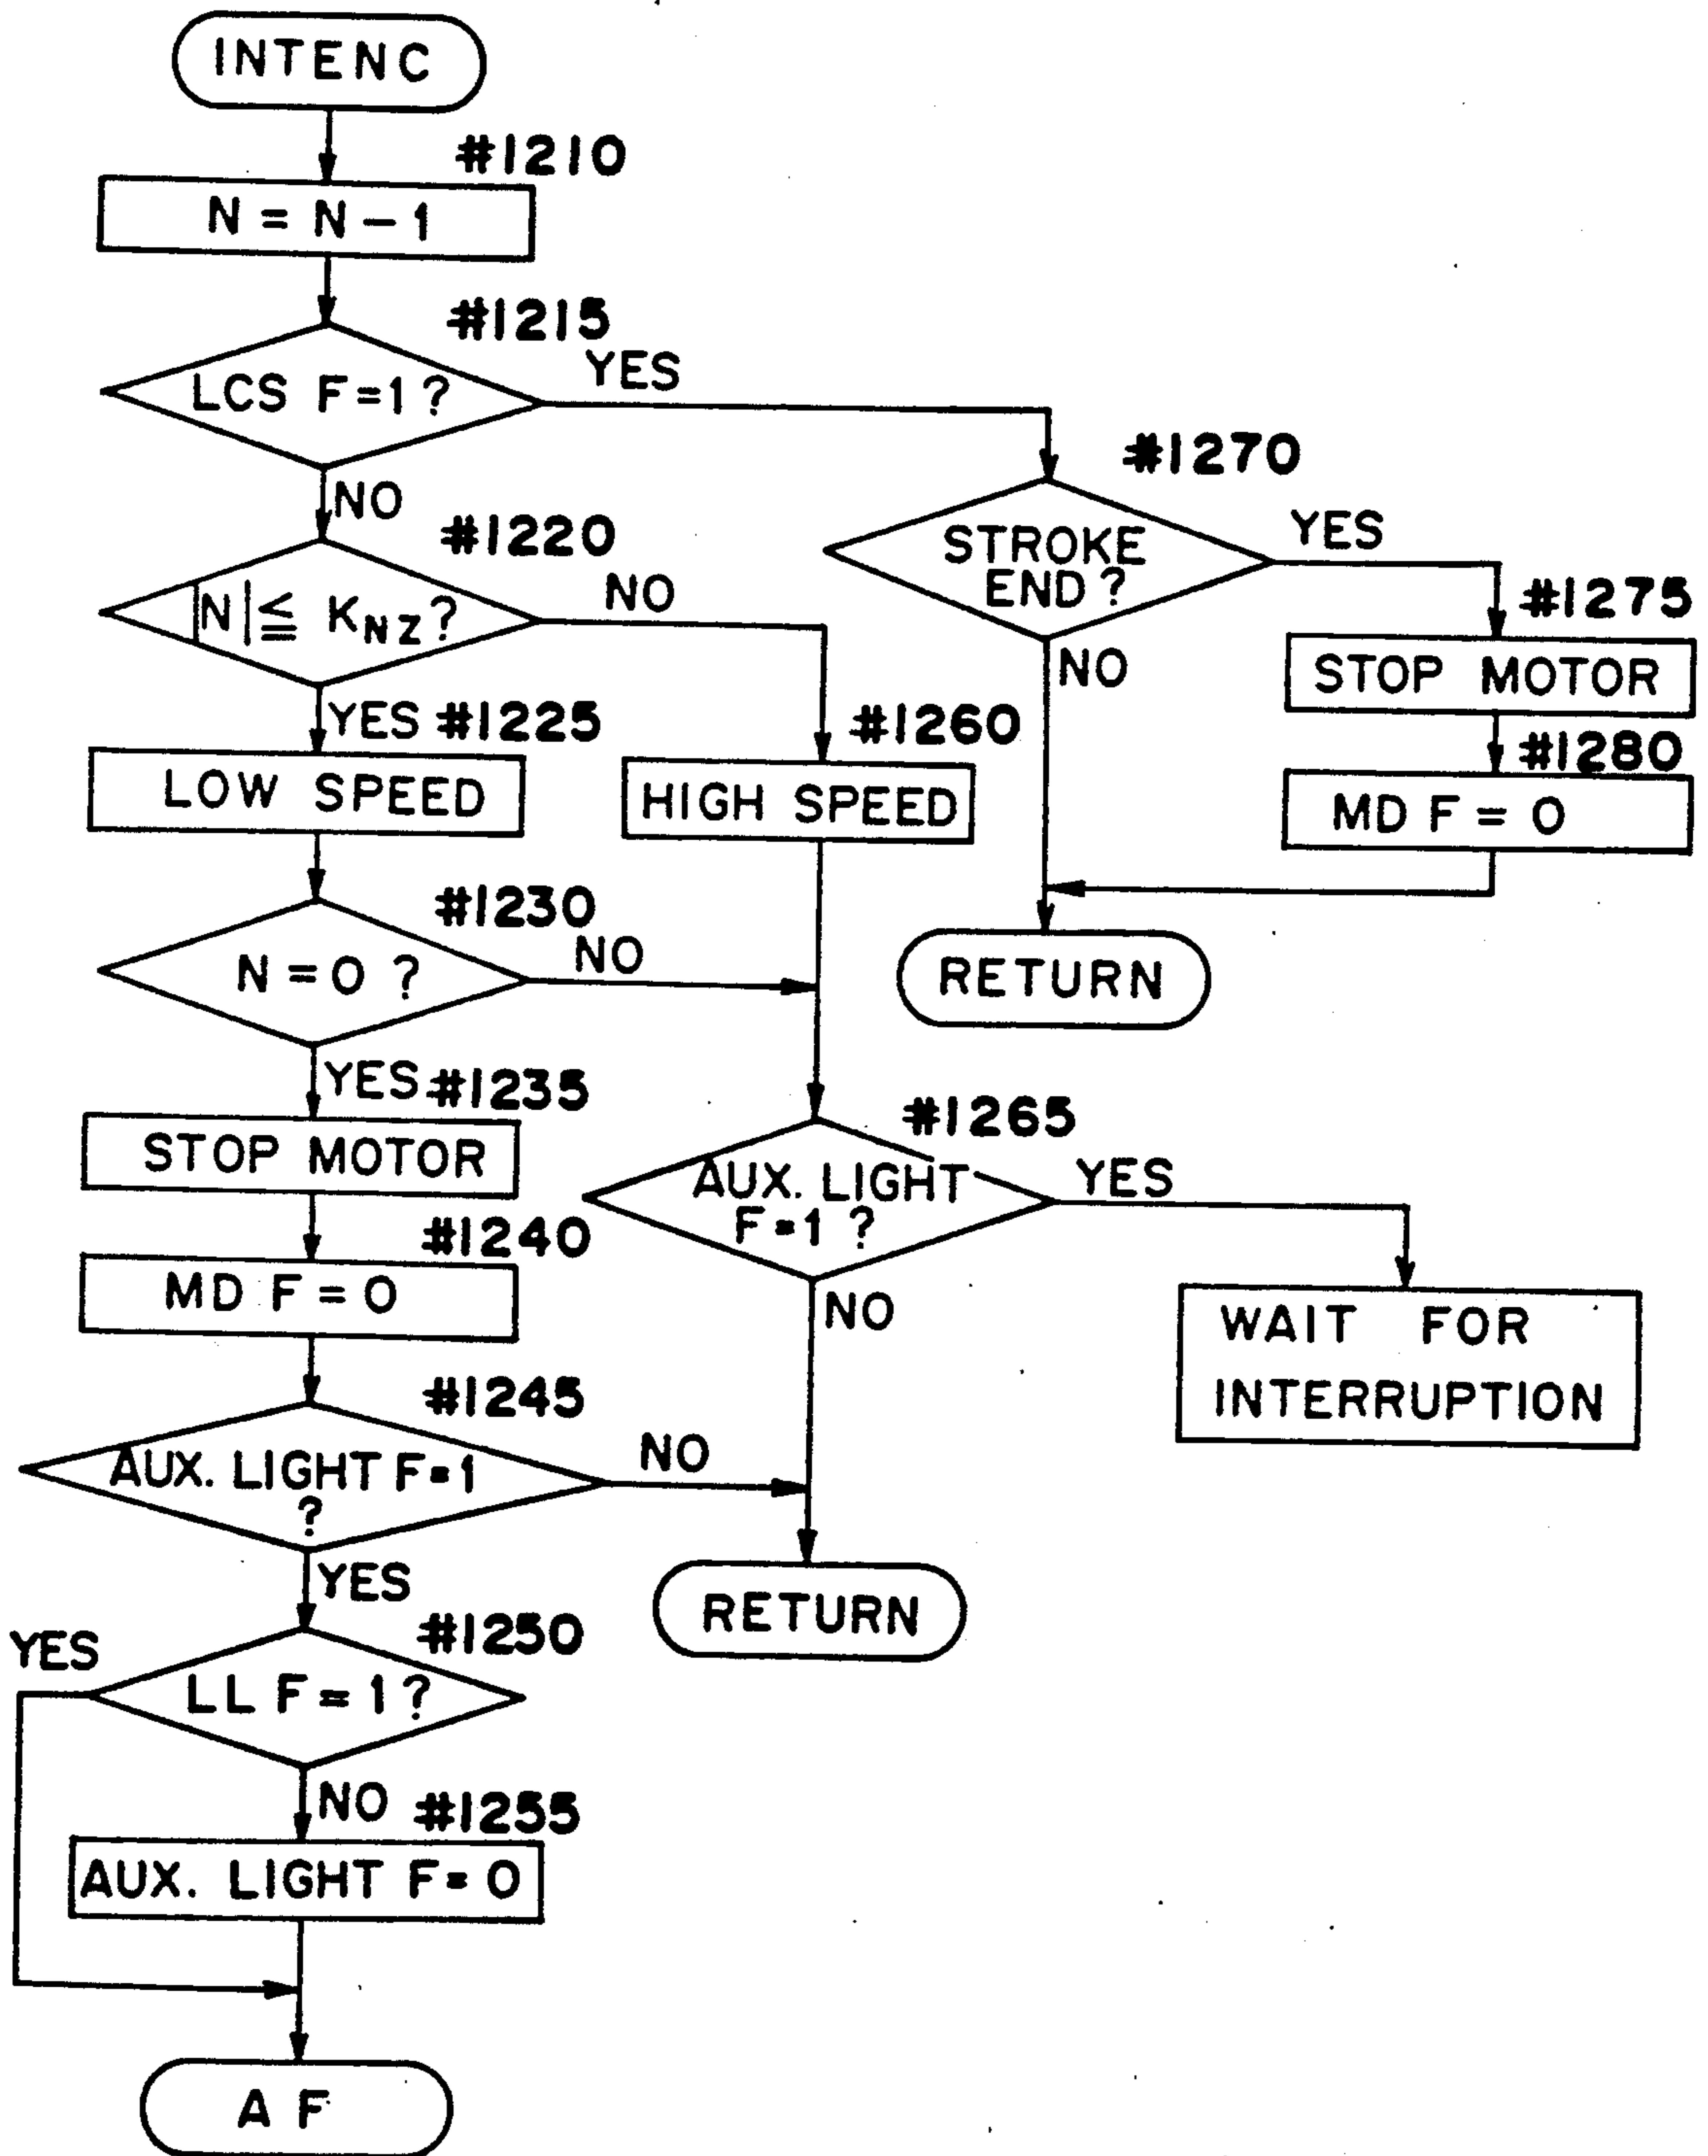 INTENC
#1210
N = N - 1
#1215
LCS F=1 ?
YES
NO
#1220
|N| ≦ KNZ ?
NO
YES
#1225
LOW SPEED
#1260
HIGH SPEED
#1270
STROKE
END ?
YES
NO
#1275
STOP MOTOR
#1280
MD F = 0
RETURN
#1230
N = 0 ?
NO
YES
#1235
STOP MOTOR
#1240
MD F = 0
#1265
AUX. LIGHT
F=1 ?
YES
NO
WAIT FOR
INTERRUPTION
#1245
AUX. LIGHT F=1
?
NO
YES
RETURN
#1250
LL F = 1 ?
YES
NO
#1255
AUX. LIGHT F= 0
A F